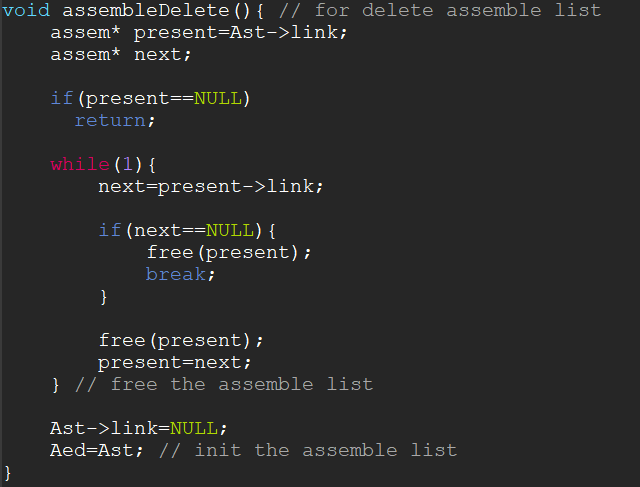 void assembleDelete(){ // for delete assemble list
    assem* present=Ast->link;
    assem* next;

    if(present==NULL)
      return;

    while(1){
        next=present->link;

        if(next==NULL){
            free(present);
            break;
        }

        free(present);
        present=next;
    } // free the assemble list

    Ast->link=NULL;
    Aed=Ast; // init the assemble list
}